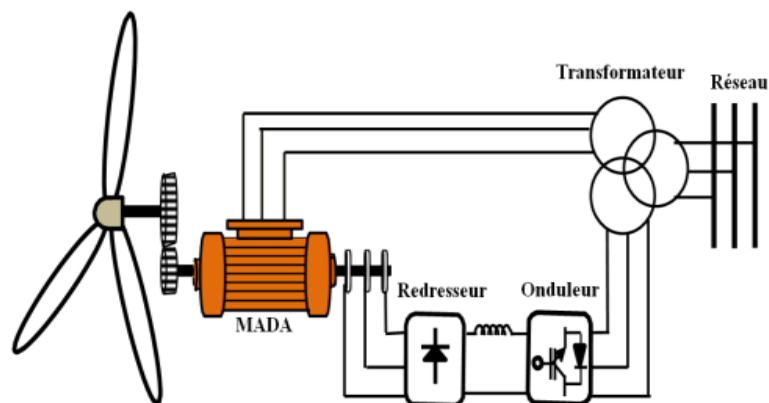 Transformateur
Réseau
MADA
Redresseur
Onduleur